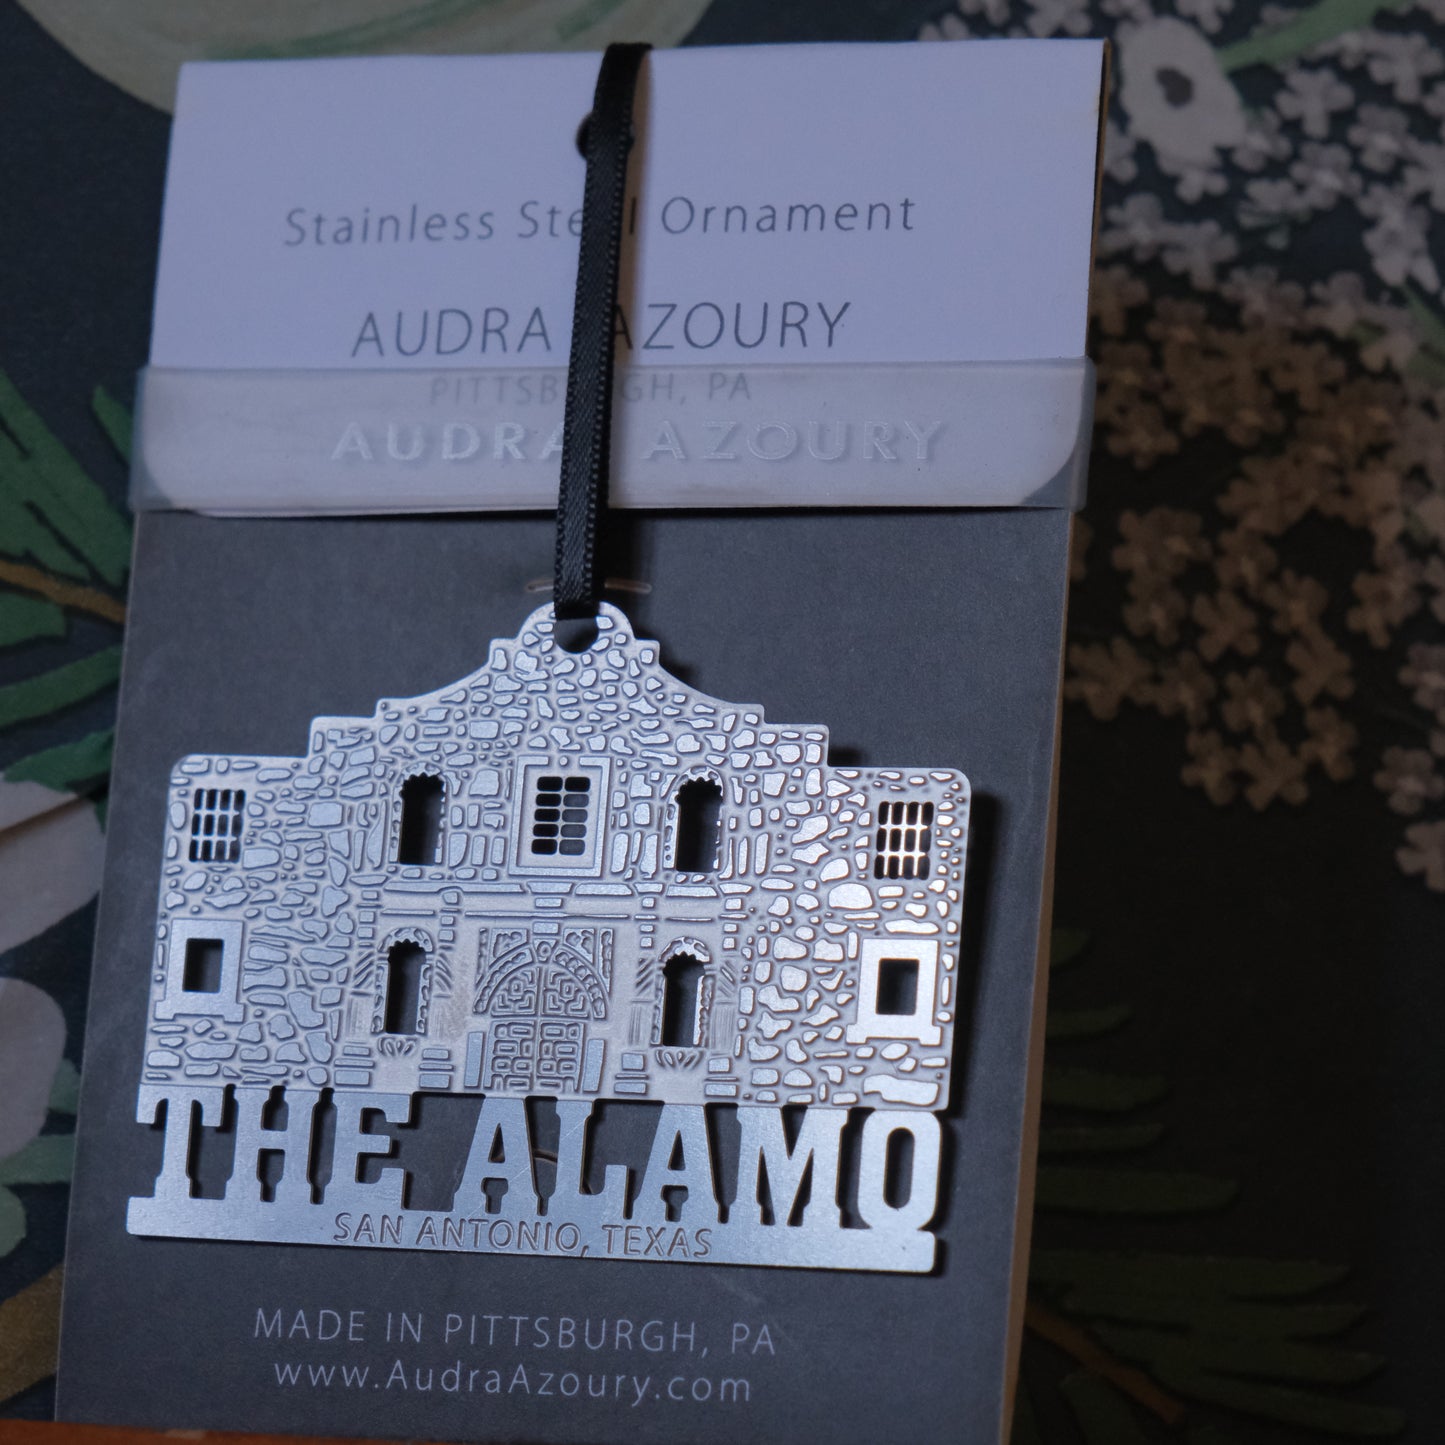 Stainless Steel Ornament
AUDRA AZOURY
PITTSBURGH, PA
AUDRA AZOURY
THE ALAMO
SAN ANTONIO, TEXAS
MADE IN PITTSBURGH, PA
www.AudraAzoury.com